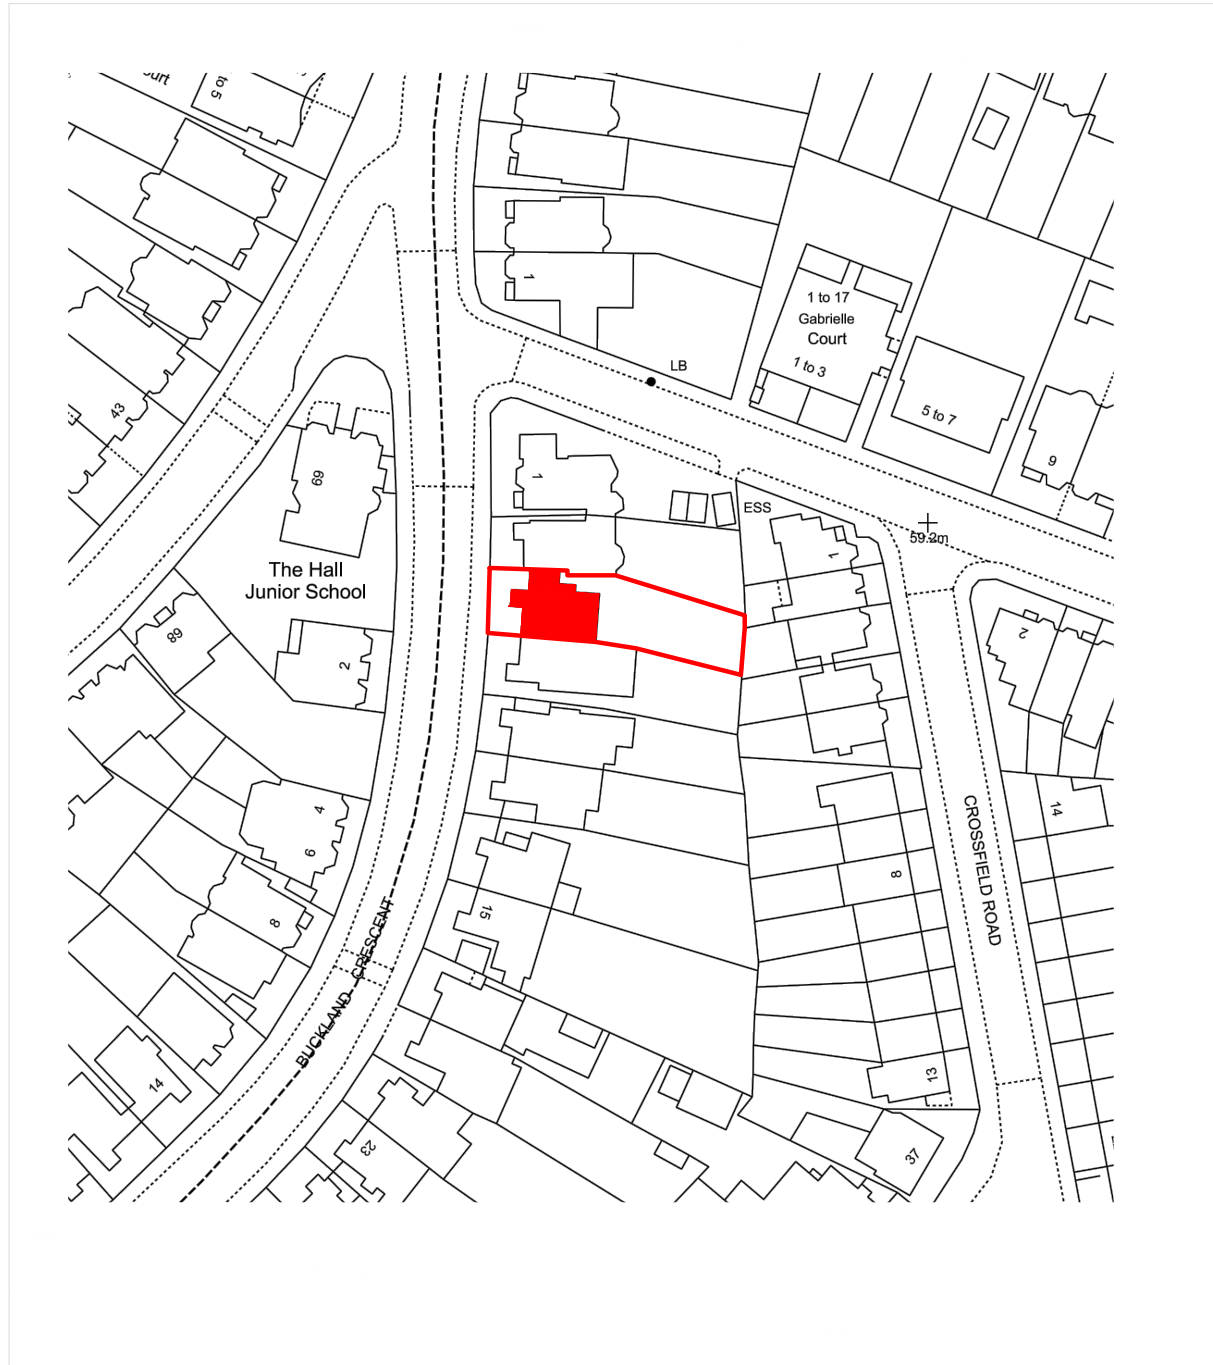 to 5
1
1 to 17
Gabrielle
Court
1 to 3
LB
5 to 7
43
9
69
1
ESS
59.2m
1
The Hall
Junior School
68
2
2
4
6
8
14
CROSSFIELD ROAD
8
15
BUCKLAND CRESCENT
14
13
23
37